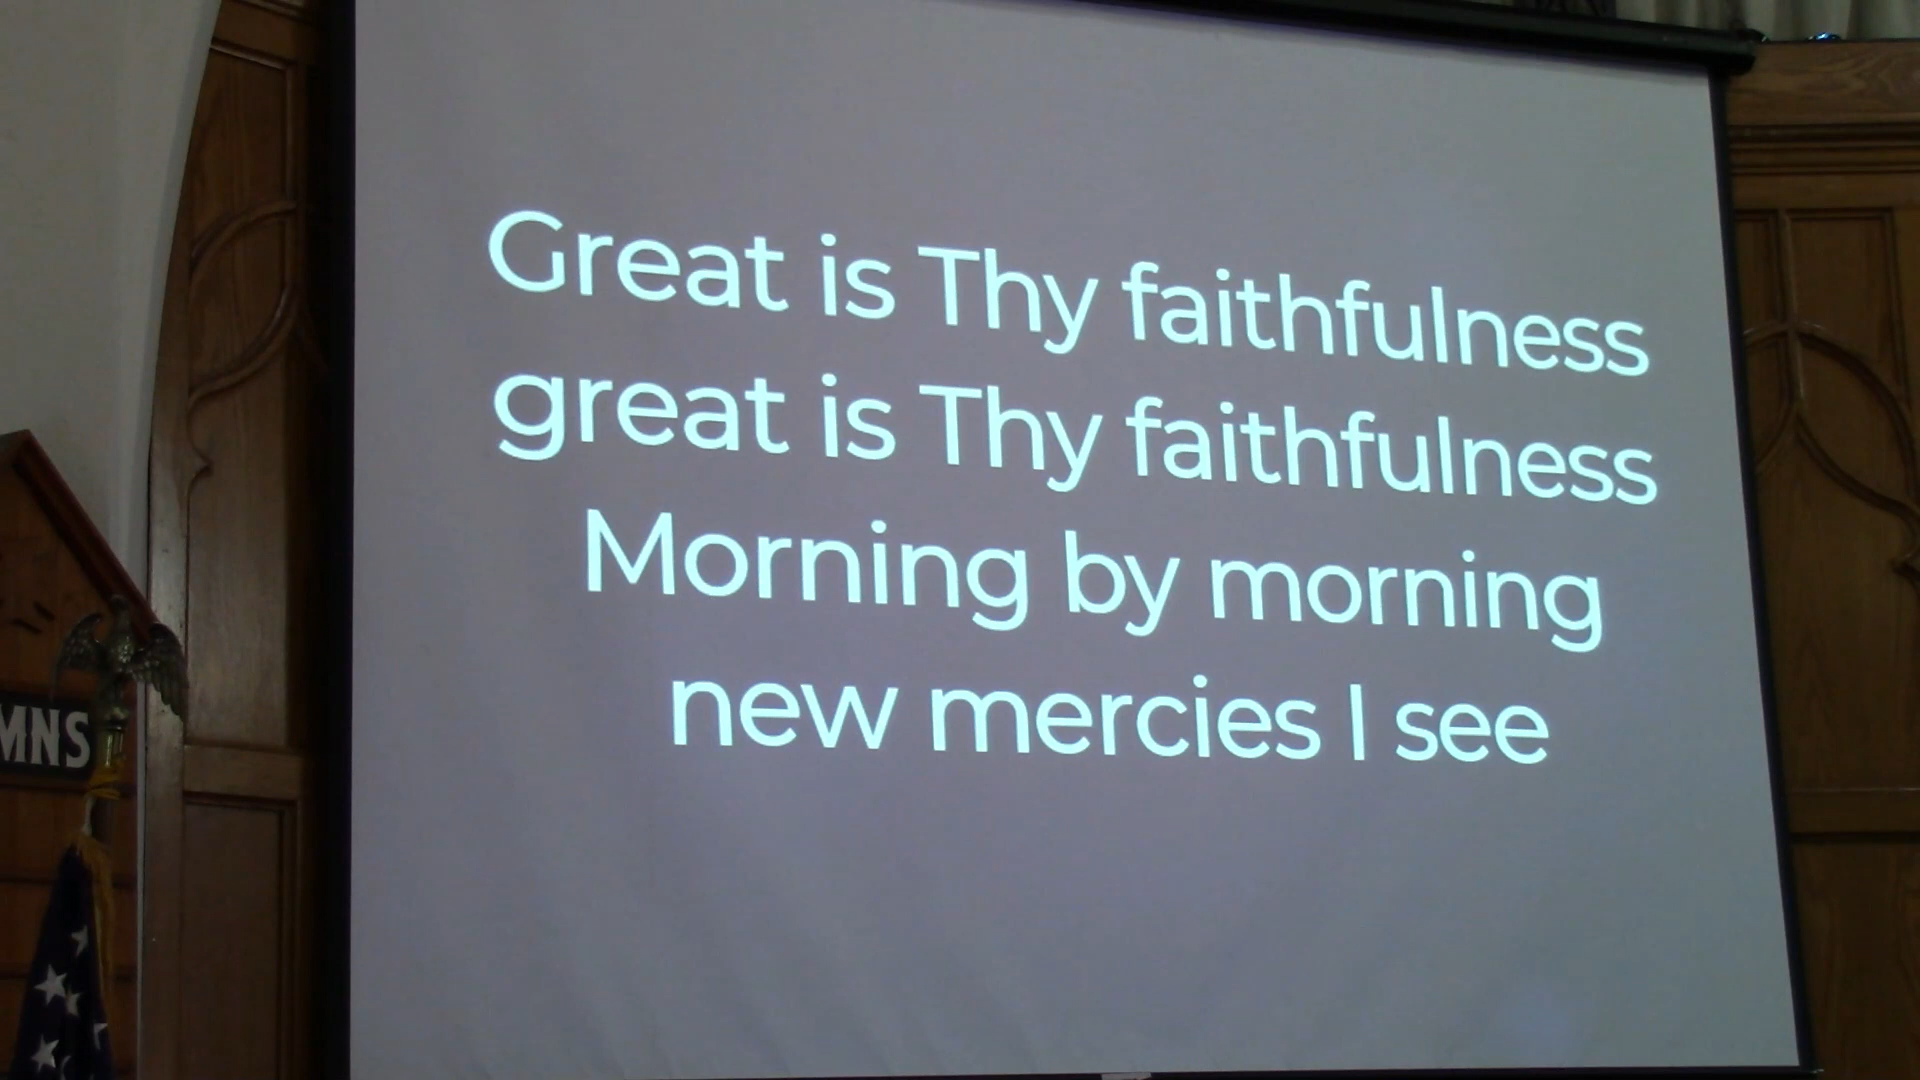 Great is Thy faithfulness
great is Thy faithfulness
Morning by morning
new mercies I see
MNS